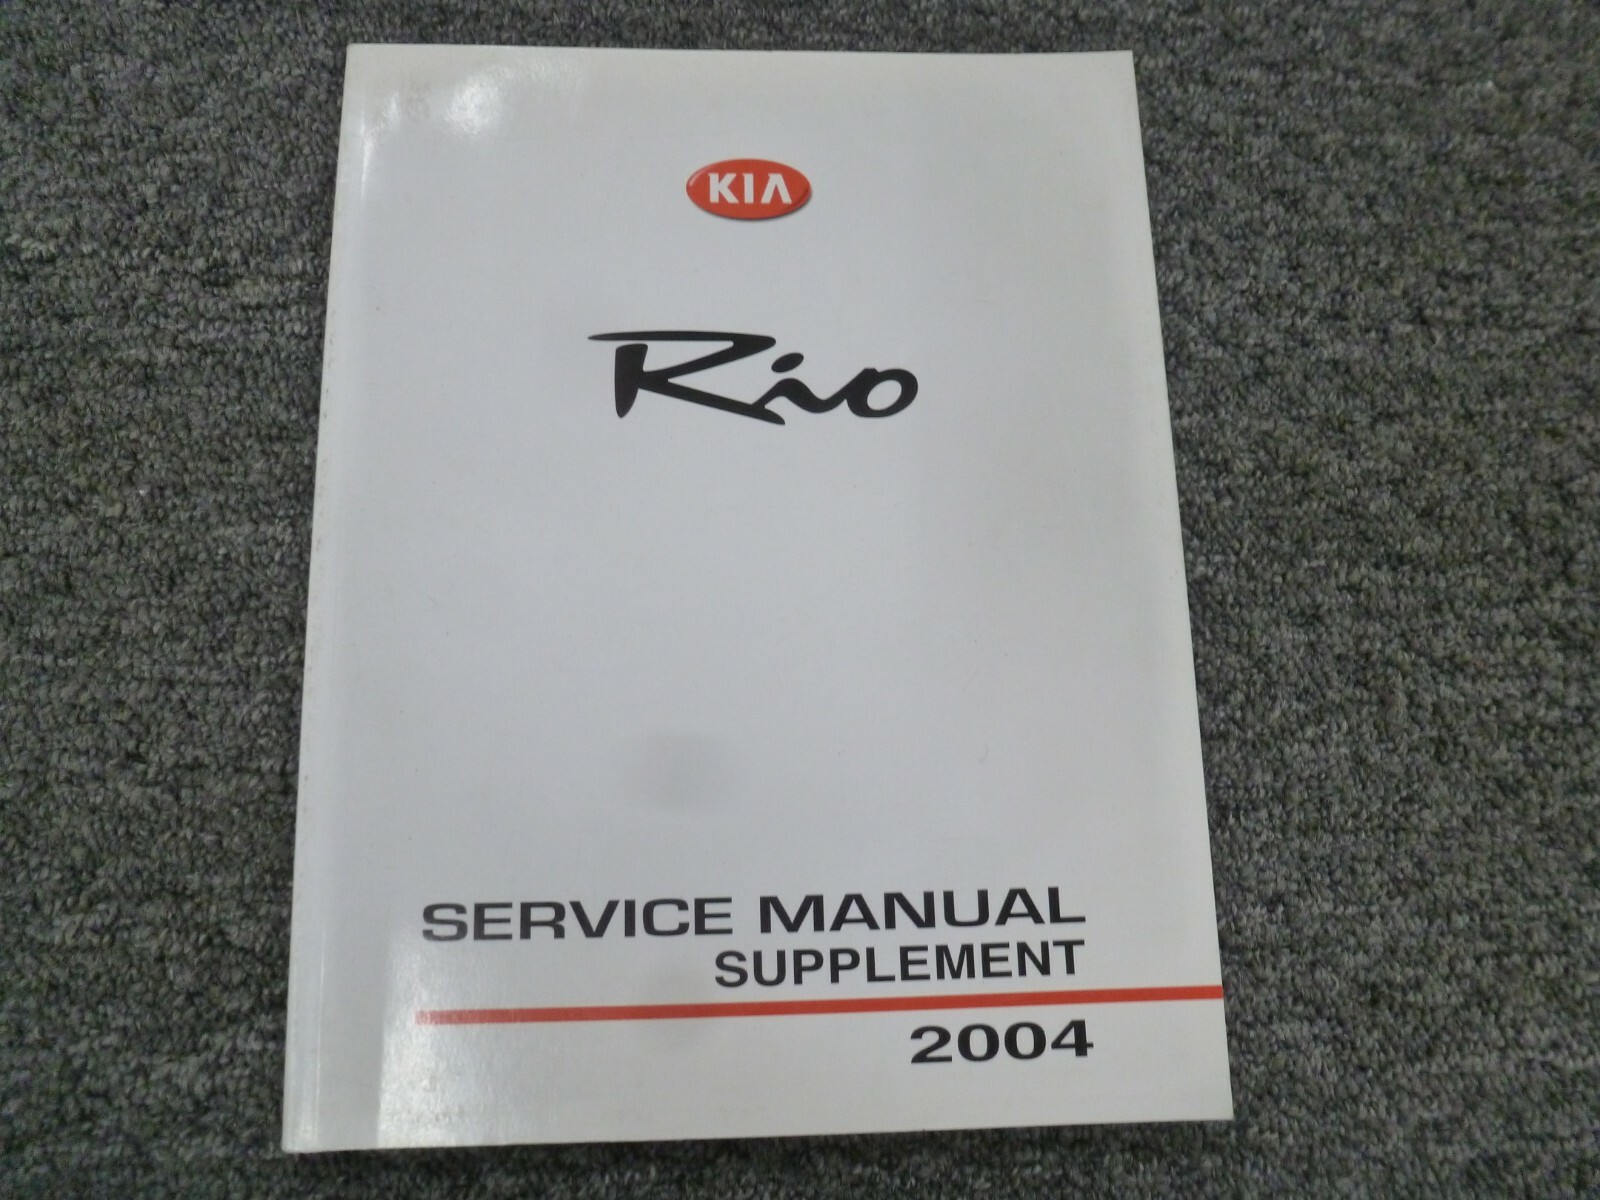 KIA
Rio
SERVICE MANUAL
SUPPLEMENT
2004